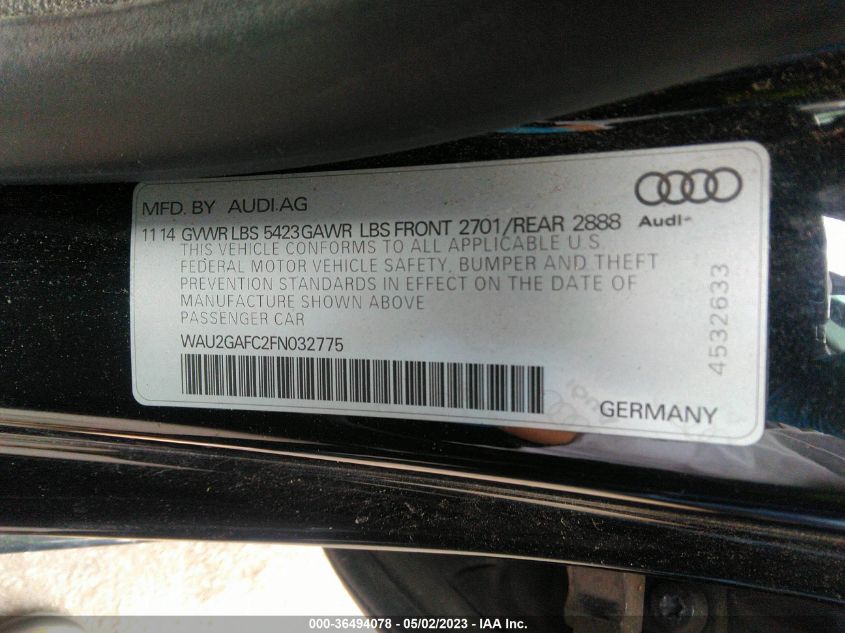 MFD. BY AUDI.AG
Audi
11 14 GVWR LBS 5423 GAWR LBS FRONT 2701/REAR 2888
THIS VEHICLE CONFORMS TO ALL APPLICABLE U.S.
FEDERAL MOTOR VEHICLE SAFETY, BUMPER AND THEFT
PREVENTION STANDARDS IN EFFECT ON THE DATE OF
MANUFACTURE SHOWN ABOVE
PASSENGER CAR
WAU2GAFC2FN032775
4532633
GERMANY
000-36494078 - 05/02/2023 - IAA Inc.